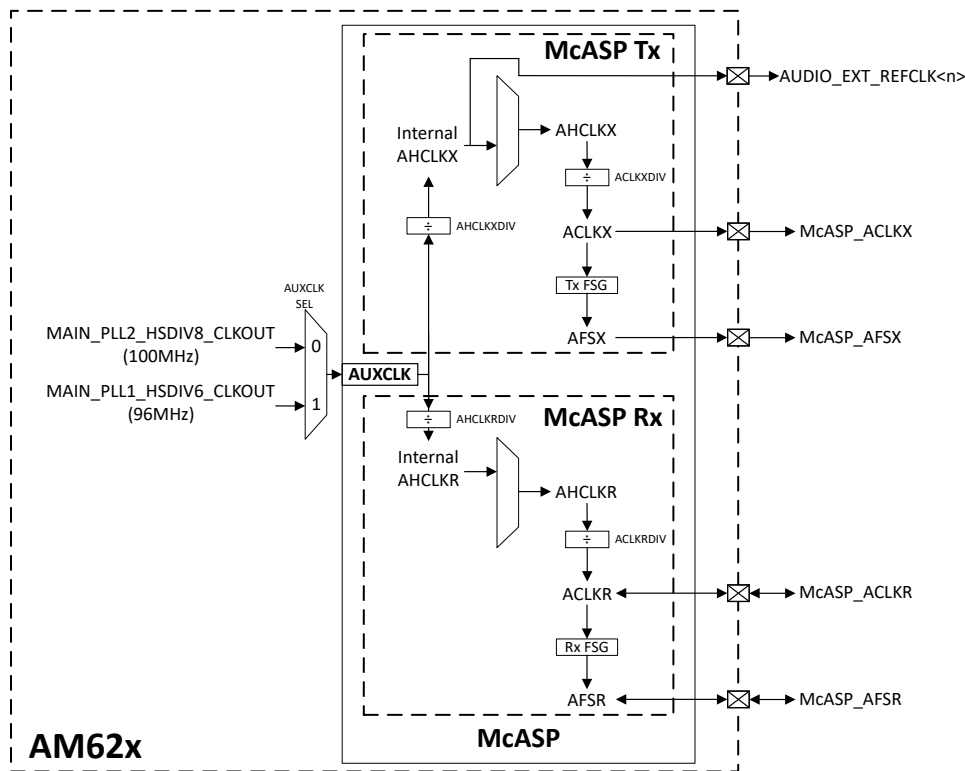 McASP Tx
AUDIO_EXT_REFCLK<n>
Internal
AHCLKX
AHCLKX
÷
ACLKXDIV
÷
AHCLKXDIV
ACLKX
McASP_ACLKX
Tx FSG
AUXCLK
SEL
MAIN_PLL2_HSDIV8_CLKOUT
(100MHz)
0
AFSX
McASP_AFSX
AUXCLK
MAIN_PLL1_HSDIV6_CLKOUT
(96MHz)
1
÷
AHCLKRDIV
McASP Rx
Internal
AHCLKR
AHCLKR
÷
ACLKRDIV
ACLKR
McASP_ACLKR
Rx FSG
AFSR
McASP_AFSR
McASP
AM62x